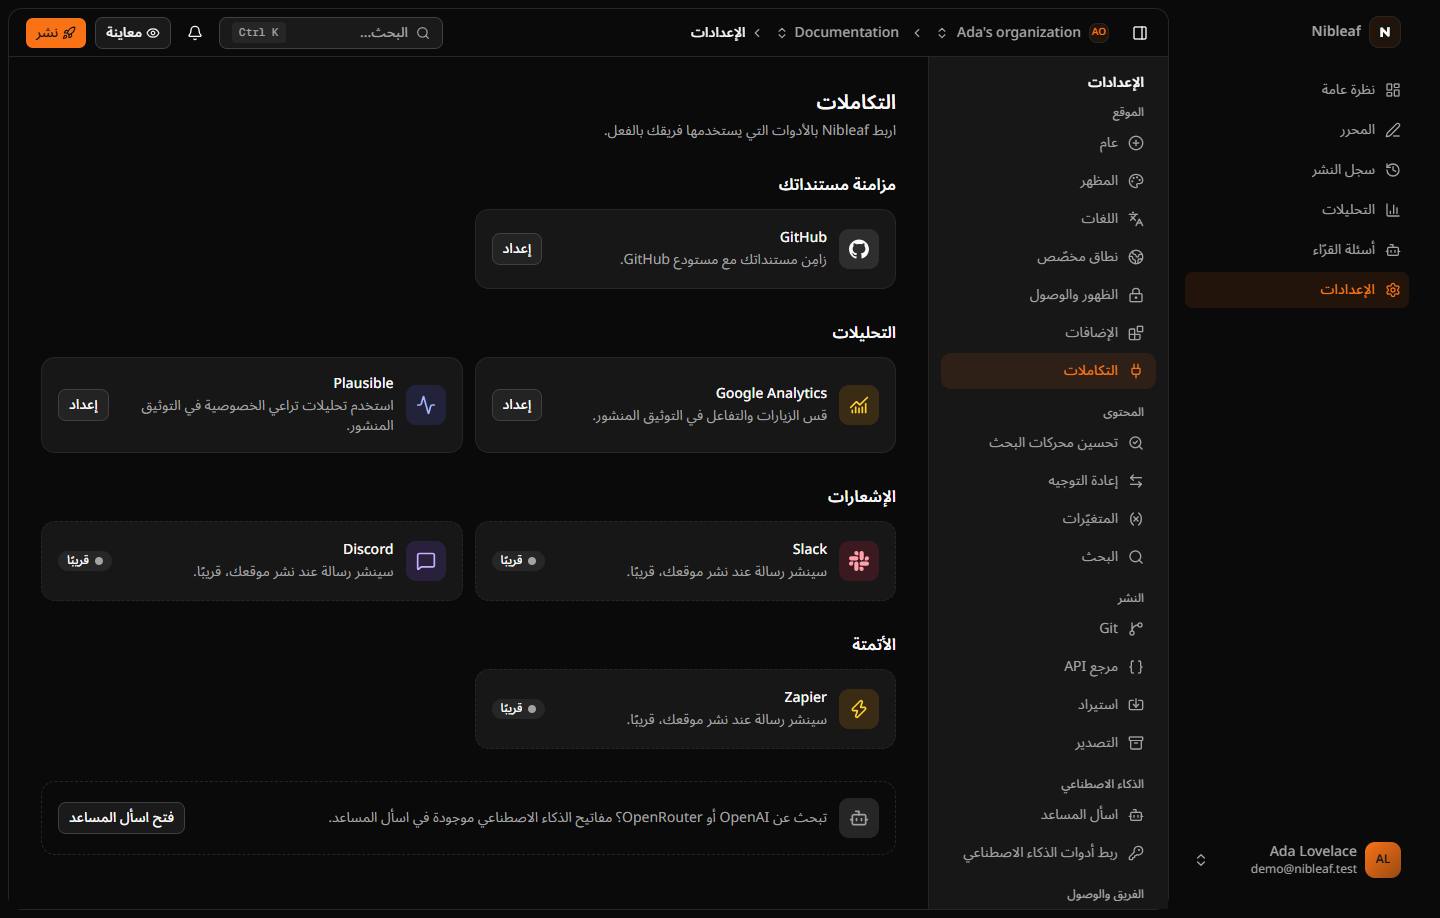 Nibleaf
نظرة عامة
المحرر
سجل النشر
التحليلات
أسئلة القرّاء
الإعدادات
Ada Lovelace
demo@nibleaf.test
AL
AO Ada's organization
Documentation
الإعدادات
البحث...
Ctrl K
معاينة
نشر
الإعدادات
الموقع
عام
المظهر
اللغات
نطاق مخصّص
الظهور والوصول
الإضافات
التكاملات
المحتوى
تحسين محركات البحث
إعادة التوجيه
المتغيّرات
البحث
النشر
Git
مرجع API
استيراد
التصدير
الذكاء الاصطناعي
اسأل المساعد
ربط أدوات الذكاء الاصطناعي
الفريق والوصول
التكاملات
اربط Nibleaf بالأدوات التي يستخدمها فريقك بالفعل.
مزامنة مستنداتك
GitHub
زامِن مستنداتك مع مستودع GitHub.
إعداد
التحليلات
Google Analytics
قس الزيارات والتفاعل في التوثيق المنشور.
إعداد
Plausible
استخدم تحليلات تراعي الخصوصية في التوثيق
المنشور.
إعداد
الإشعارات
Slack
سينشر رسالة عند نشر موقعك، قريبًا.
قريبًا
Discord
سينشر رسالة عند نشر موقعك، قريبًا.
قريبًا
الأتمتة
Zapier
سينشر رسالة عند نشر موقعك، قريبًا.
قريبًا
تبحث عن OpenAI أو OpenRouter؟ مفاتيح الذكاء الاصطناعي موجودة في اسأل المساعد.
فتح اسأل المساعد